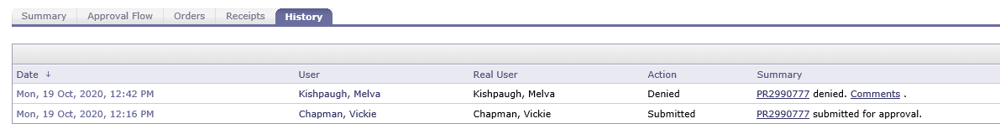 Summary Approval Flow Orders Receipts History
Date ↓ User Real User Action Summary
Mon, 19 Oct, 2020, 12:42 PM Kishpaugh, Melva Kishpaugh, Melva Denied PR2990777 denied. Comments .
Mon, 19 Oct, 2020, 12:16 PM Chapman, Vickie Chapman, Vickie Submitted PR2990777 submitted for approval.